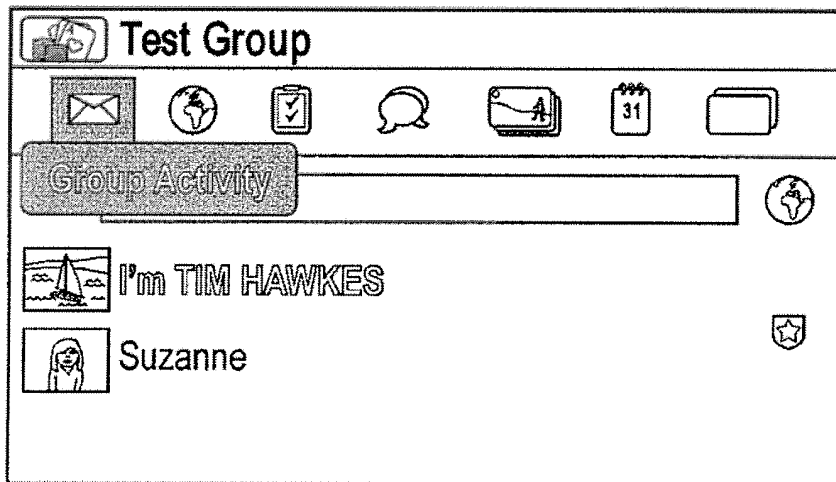 Test Group
A
31
Group Activity
I'm TIM HAWKES
Suzanne